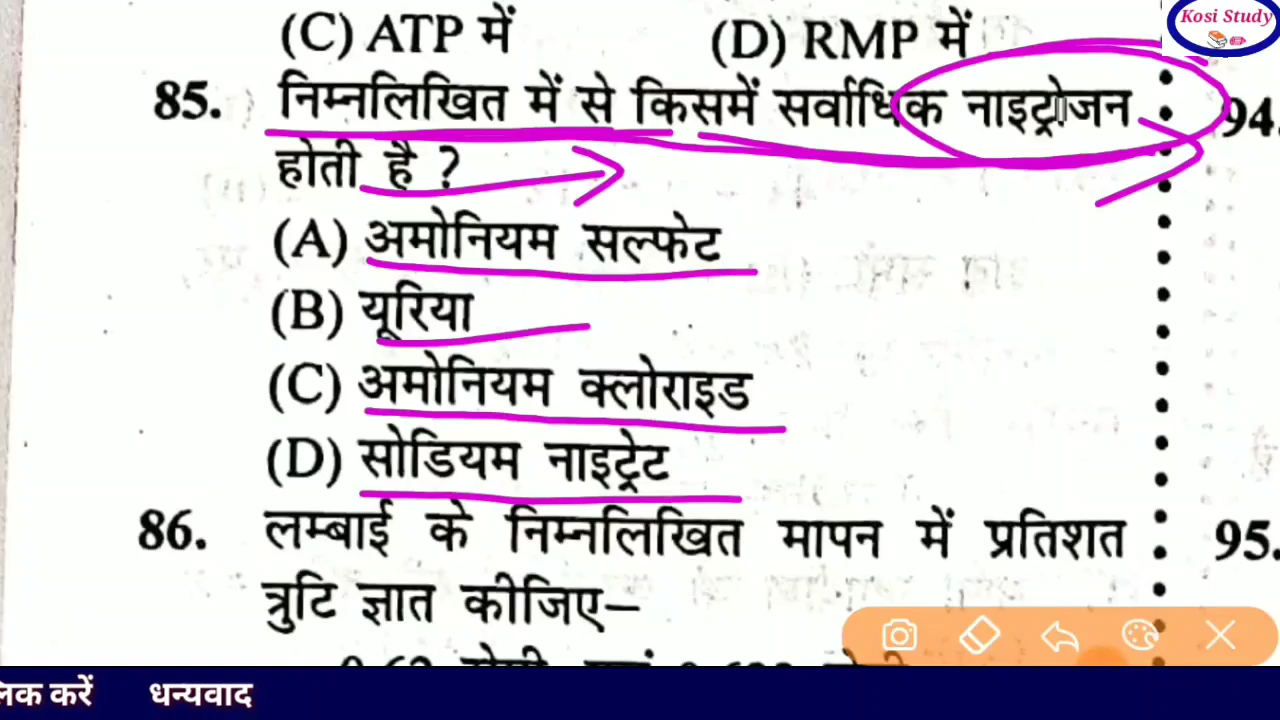 (C) ATP में (D) RMP में
Kosi Study
85. निम्नलिखित में से किसमें सर्वाधिक नाइट्रोजन
94.
होती है ?
(A) अमोनियम सल्फेट
(B) यूरिया
(C) अमोनियम क्लोराइड
(D) सोडियम नाइट्रेट
86. लम्बाई के निम्नलिखित मापन में प्रतिशत
95.
त्रुटि ज्ञात कीजिए–
करें धन्यवाद